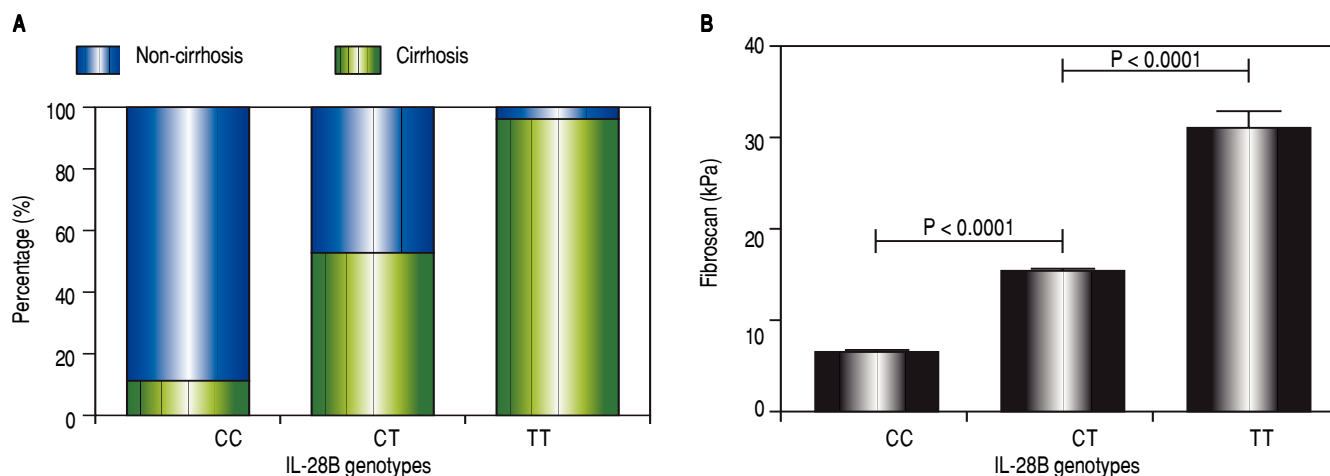 A
Non-cirrhosis
Cirrhosis
100
80
60
40
20
0
Percentage (%)
CC
CT
TT
IL-28B genotypes
B
40
30
20
10
0
Fibroscan (kPa)
P < 0.0001
P < 0.0001
CC
CT
TT
IL-28B genotypes